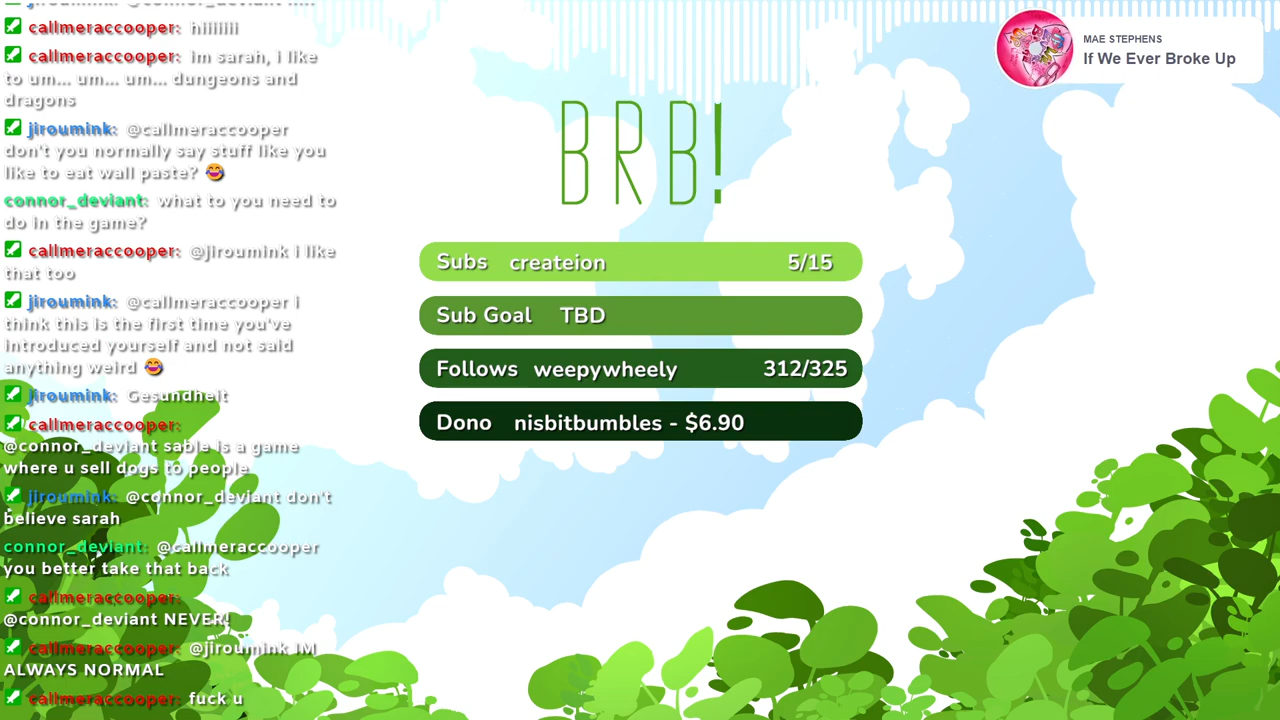 callmeraccooper: hiiiiiii
callmeraccooper: im sarah, i like
to um... um... um... dungeons and
dragons
jiroumink: @callmeraccooper
don't you normally say stuff like you
like to eat wall paste? 😂
connor_deviant: what to you need to
do in the game?
callmeraccooper: @jiroumink i like
that too
jiroumink: @callmeraccooper i
think this is the first time you've
introduced yourself and not said
anything weird 😂
jiroumink: Gesundheit
callmeraccooper:
@connor_deviant sable is a game
where u sell dogs to people
jiroumink: @connor_deviant don't
believe sarah
connor_deviant: @callmeraccooper
you better take that back
callmeraccooper:
@connor_deviant NEVER!
callmeraccooper: @jiroumink IM
ALWAYS NORMAL
callmeraccooper: fuck u
BRB!
Subs createion 5/15
Sub Goal TBD
Follows weepywheely 312/325
Dono nisbitbumbles - $6.90
MAE STEPHENS
If We Ever Broke Up